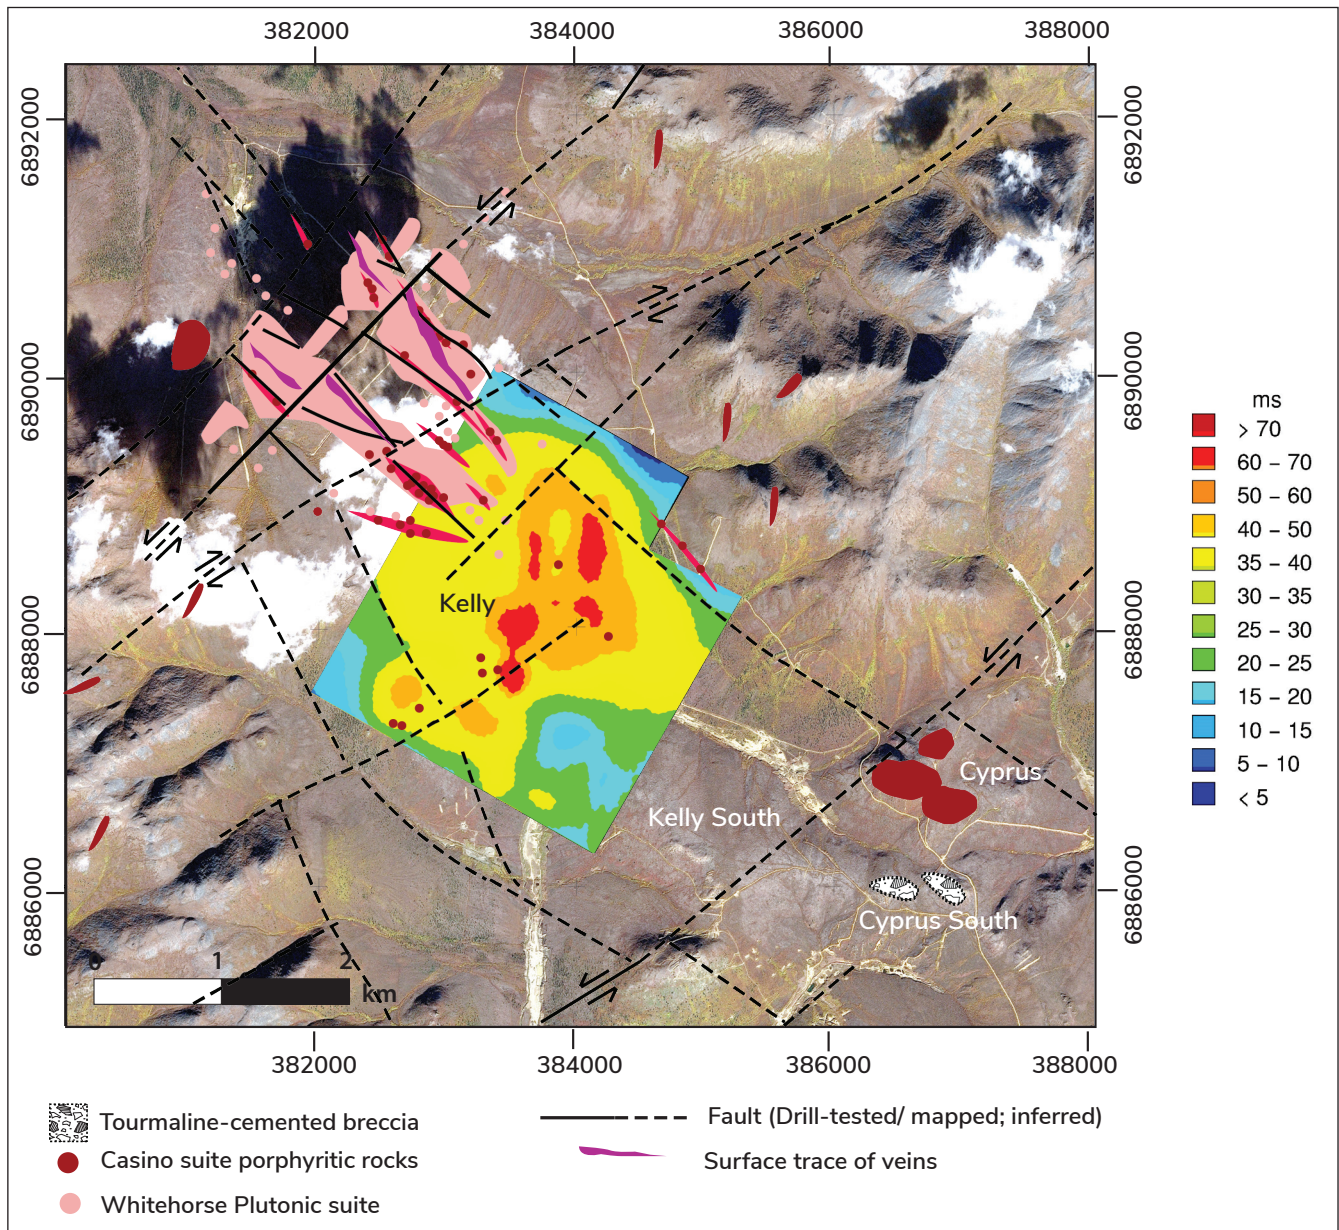 382000 384000 386000 388000
6892000 6892000
6890000 6890000
6888000 6888000
6886000 6886000
Kelly
Cyprus
Kelly South
Cyprus South
0 1 2
km
382000 384000 386000 388000
ms
> 70
60 – 70
50 – 60
40 – 50
35 – 40
30 – 35
25 – 30
20 – 25
15 – 20
10 – 15
5 – 10
< 5
Tourmaline-cemented breccia
Casino suite porphyritic rocks
Whitehorse Plutonic suite
Fault (Drill-tested/ mapped; inferred)
Surface trace of veins